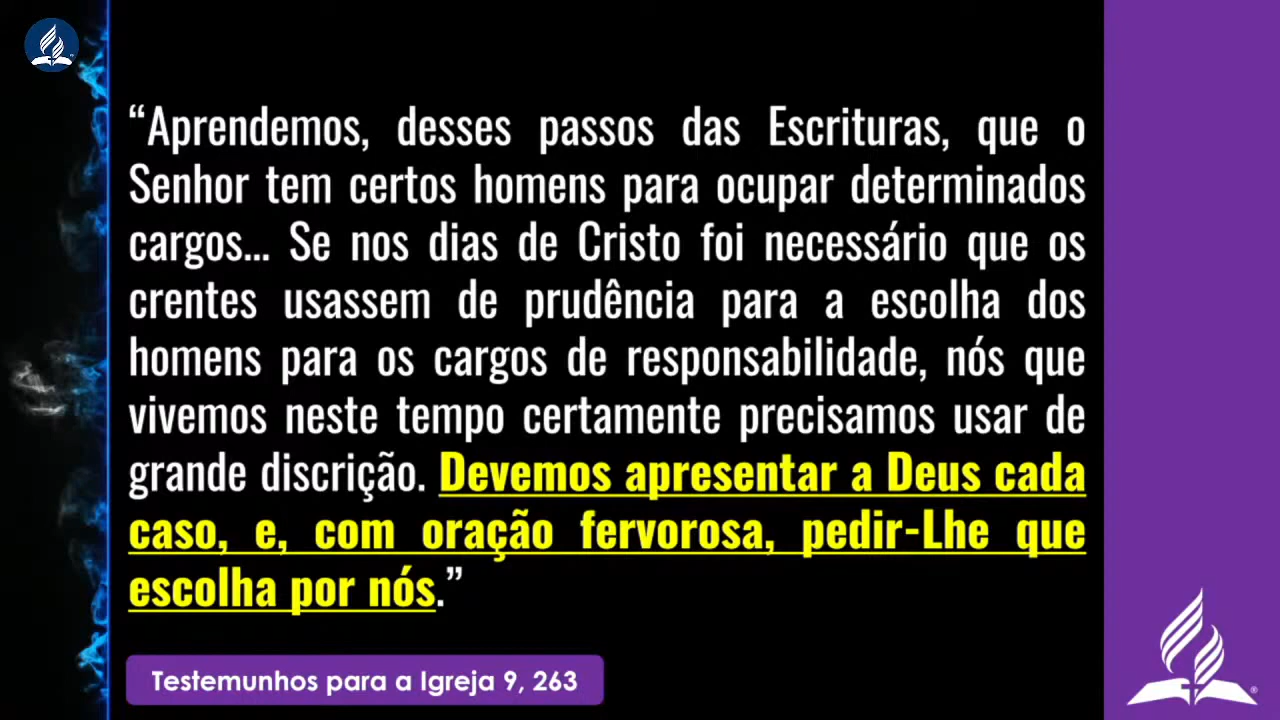 “Aprendemos, desses passos das Escrituras, que o
Senhor tem certos homens para ocupar determinados
cargos... Se nos dias de Cristo foi necessário que os
crentes usassem de prudência para a escolha dos
homens para os cargos de responsabilidade, nós que
vivemos neste tempo certamente precisamos usar de
grande discrição. Devemos apresentar a Deus cada
caso, e, com oração fervorosa, pedir-Lhe que
escolha por nós.”
Testemunhos para a Igreja 9, 263
®